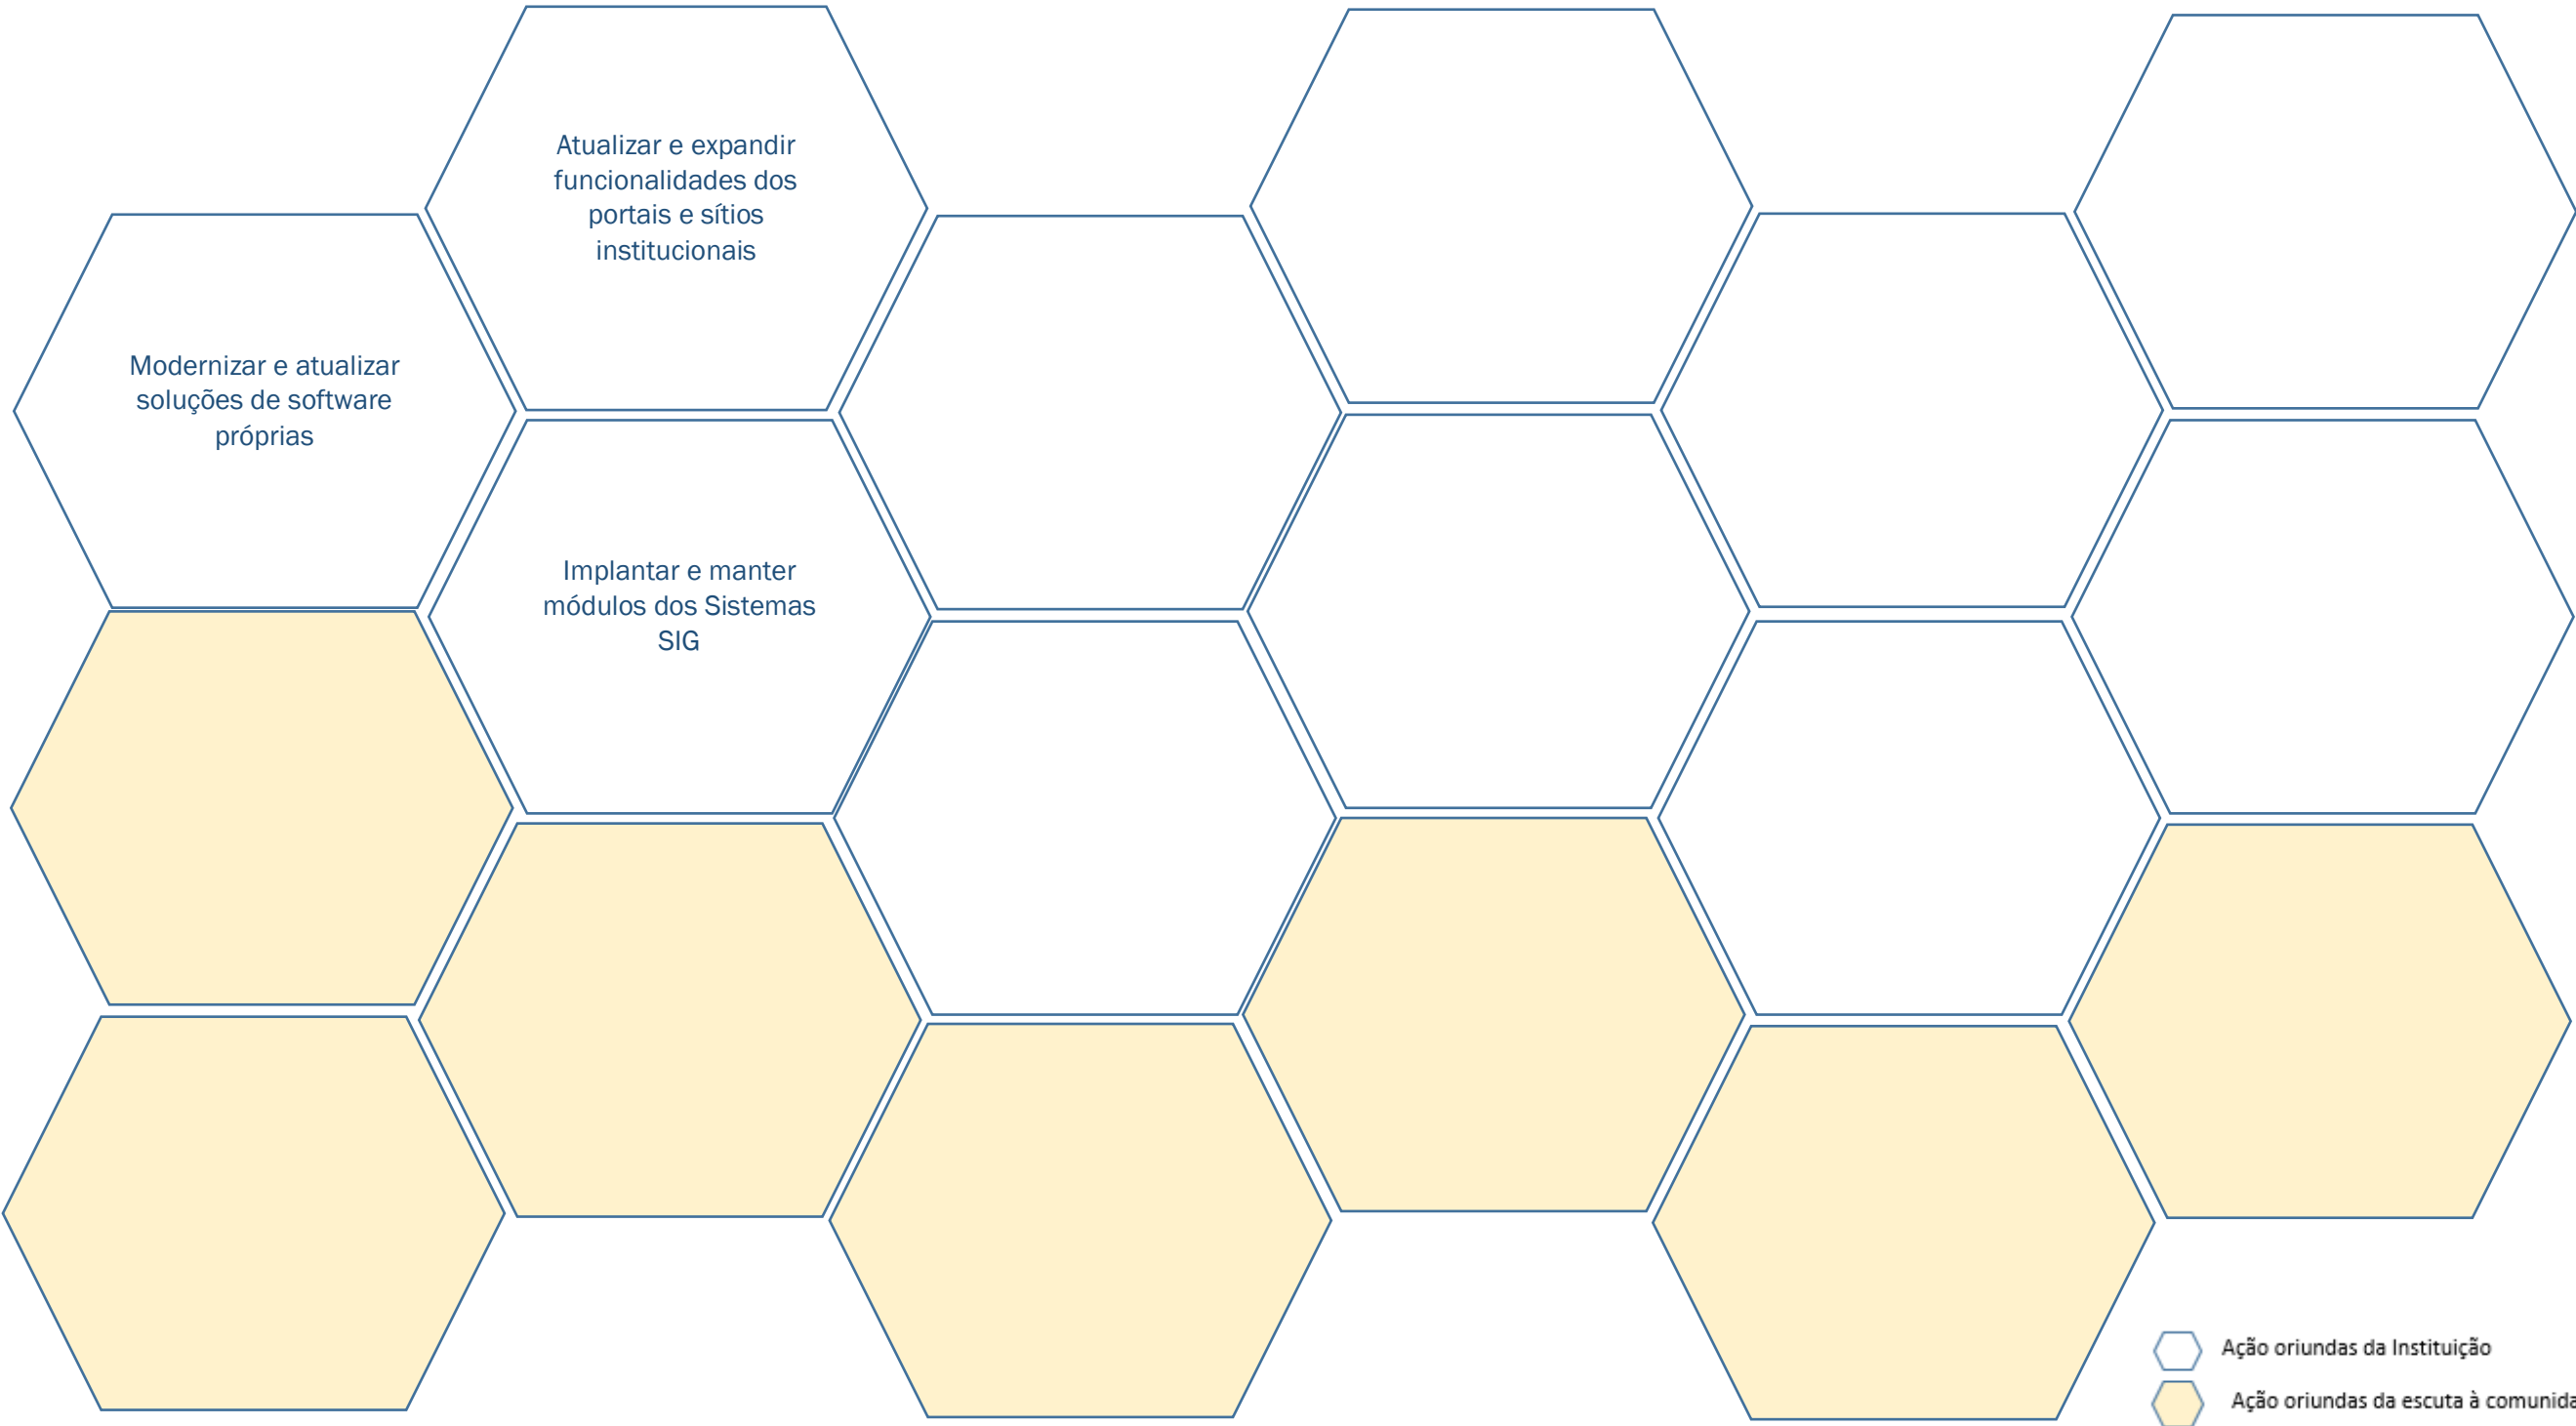 Atualizar e expandir
funcionalidades dos
portais e sítios
institucionais
Modernizar e atualizar
soluções de software
próprias
Implantar e manter
módulos dos Sistemas
SIG
Ação oriundas da Instituição
Ação oriundas da escuta à